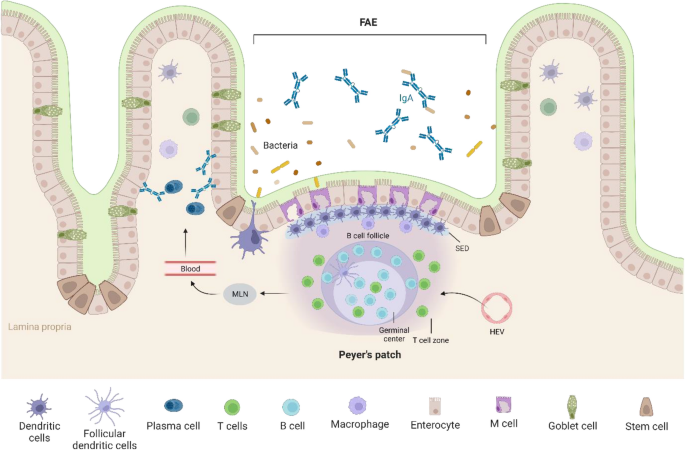 FAE
IgA
Bacteria
B cell follicle
SED
Blood
MLN
Germinal
center
T cell zone
HEV
Lamina propria
Peyer's patch
Dendritic
cells
Follicular
dendritic cells
Plasma cell
T cells
B cell
Macrophage
Enterocyte
M cell
Goblet cell
Stem cell